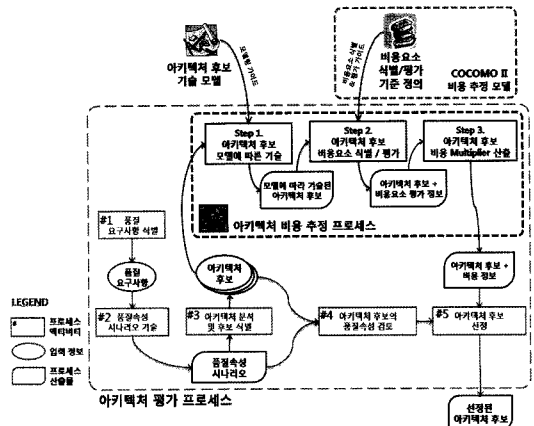 아키텍처 후보
기술 모델
모델링 가이드
비용요소 식별
& 평가 가이드
비용요소
식별/평가
기준 정의
COCOMO II
비용 추정 모델
Step 1.
아키텍처 후보
모델에 따른 기술
Step 2.
아키텍처 후보
비용요소 식별 / 평가
Step 3.
아키텍처 후보
비용 Multiplier 산출
모델에 따라 기술된
아키텍처 후보
아키텍처 후보 +
비용요소 평가 정보
아키텍처 비용 추정 프로세스
#1 품질
요구사항 식별
품질
요구사항
아키텍처
후보
아키텍처 후보 +
비용 정보
LEGEND
# 프로세스
액티비티
입력 정보
프로세스
산출물
#2 품질속성
시나리오 기술
#3 아키텍처 분석
및 후보 식별
#4 아키텍처 후보의
품질속성 검토
#5 아키텍처 후보
선정
품질속성
시나리오
아키텍처 평가 프로세스
선정된
아키텍처 후보